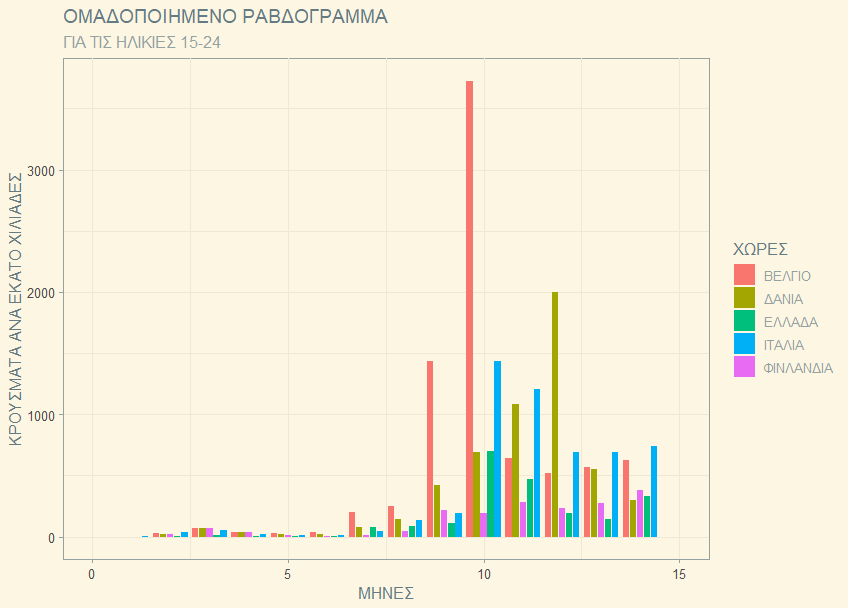 ΟΜΑΔΟΠΟΙΗΜΕΝΟ ΡΑΒΔΟΓΡΑΜΜΑ
ΓΙΑ ΤΙΣ ΗΛΙΚΙΕΣ 15-24
ΚΡΟΥΣΜΑΤΑ ΑΝΑ ΕΚΑΤΟ ΧΙΛΙΑΔΕΣ
3000
2000
1000
0
0
5
10
15
ΜΗΝΕΣ
ΧΩΡΕΣ
ΒΕΛΓΙΟ
ΔΑΝΙΑ
ΕΛΛΑΔΑ
ΙΤΑΛΙΑ
ΦΙΝΛΑΝΔΙΑ